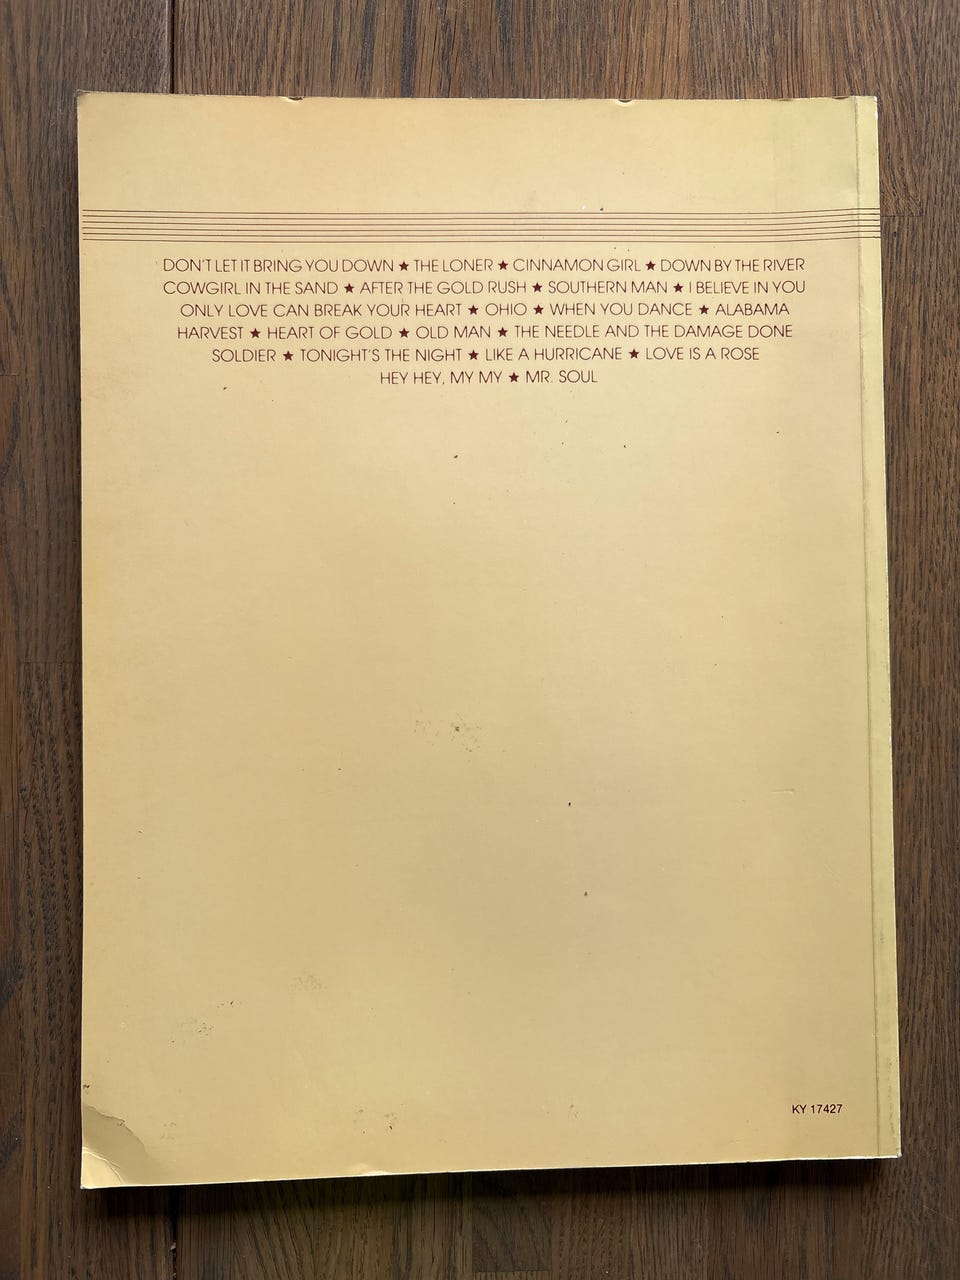 DON'T LET IT BRING YOU DOWN ★ THE LONER ★ CINNAMON GIRL ★ DOWN BY THE RIVER
COWGIRL IN THE SAND ★ AFTER THE GOLD RUSH ★ SOUTHERN MAN ★ I BELIEVE IN YOU
ONLY LOVE CAN BREAK YOUR HEART ★ OHIO ★ WHEN YOU DANCE ★ ALABAMA
HARVEST ★ HEART OF GOLD ★ OLD MAN ★ THE NEEDLE AND THE DAMAGE DONE
SOLDIER ★ TONIGHT'S THE NIGHT ★ LIKE A HURRICANE ★ LOVE IS A ROSE
HEY HEY, MY MY ★ MR. SOUL
KY 17427